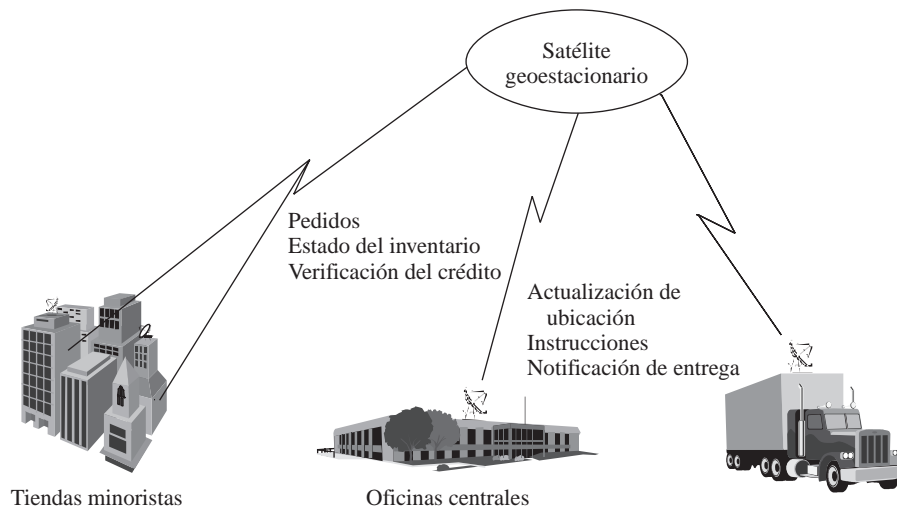 Satélite
geoestacionario
Pedidos
Estado del inventario
Verificación del crédito
Actualización de
ubicación
Instrucciones
Notificación de entrega
Tiendas minoristas
Oficinas centrales